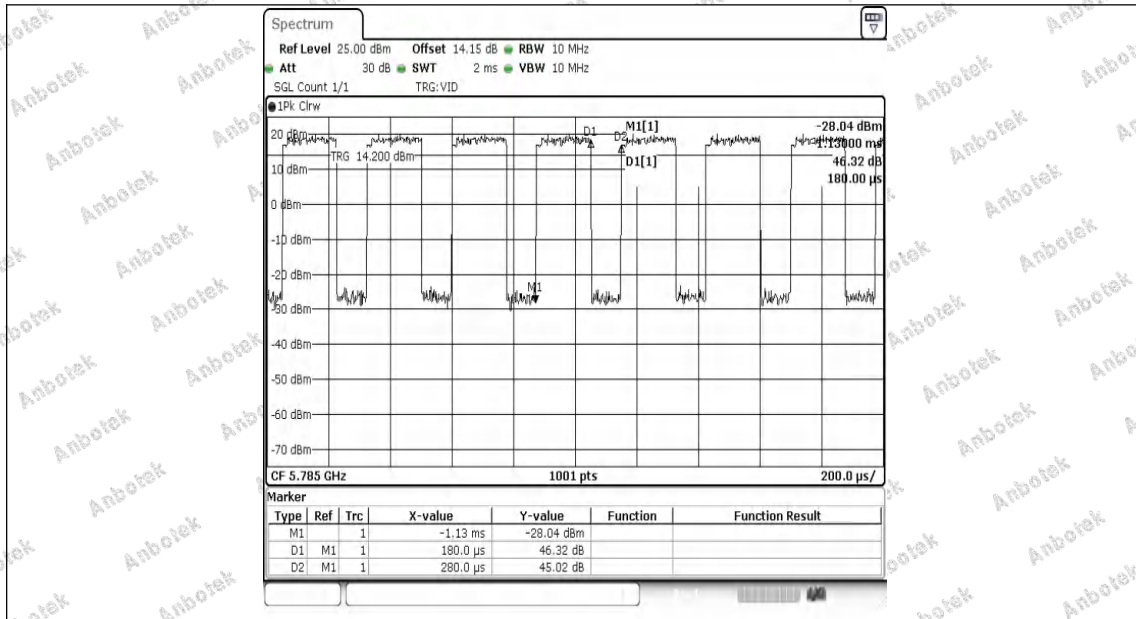 Spectrum
Ref Level 25.00 dBm Offset 14.15 dB RBW 10 MHz
Att 30 dB SWT 2 ms VBW 10 MHz
SGL Count 1/1 TRG:VID
1Pk Clrw
M1[1] -28.04 dBm
-1.13000 ms
D1[1] 46.32 dB
180.00 µs
D1
D2
20 dBm
TRG 14.200 dBm
10 dBm
0 dBm
-10 dBm
-20 dBm
M1
-30 dBm
-40 dBm
-50 dBm
-60 dBm
-70 dBm
CF 5.785 GHz 1001 pts 200.0 µs/
Marker
Type Ref Trc X-value Y-value Function Function Result
M1 1 -1.13 ms -28.04 dBm
D1 M1 1 180.0 µs 46.32 dB
D2 M1 1 280.0 µs 45.02 dB
Anbotek